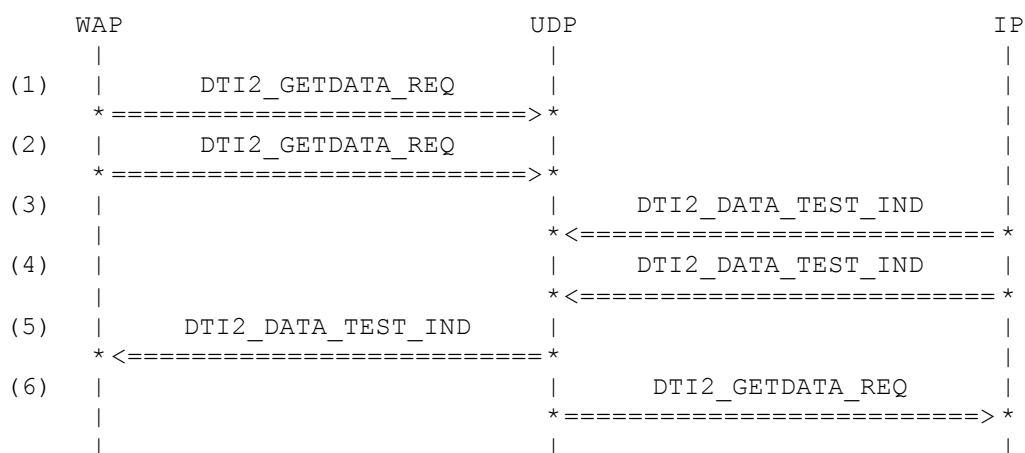 WAP UDP IP
| | |
(1) | DTI2_GETDATA_REQ | |
*==========================>* |
(2) | DTI2_GETDATA_REQ | |
*==========================>* |
(3) | | DTI2_DATA_TEST_IND |
| *<==========================*
(4) | | DTI2_DATA_TEST_IND |
| *<==========================*
(5) | DTI2_DATA_TEST_IND | |
*<==========================* |
(6) | | DTI2_GETDATA_REQ |
| *==========================>*
| | |